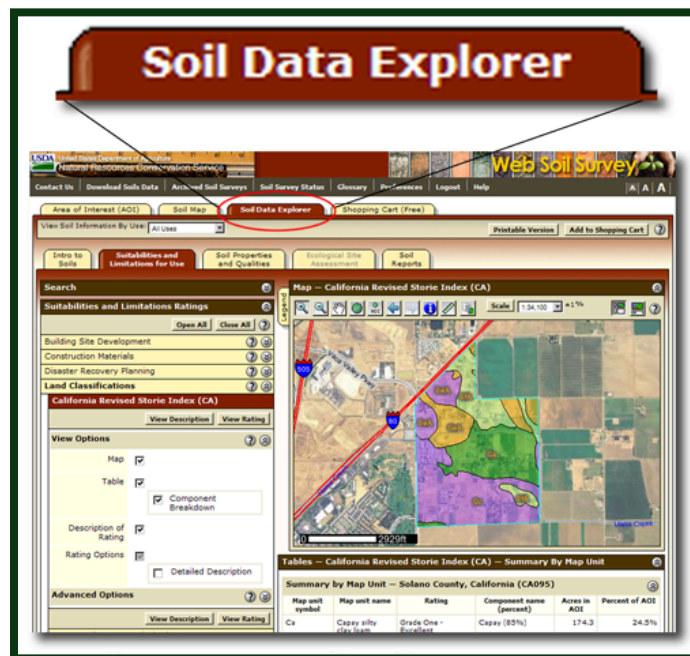 Soil Data Explorer
USDA United States Department of Agriculture
Natural Resources Conservation Service
Web Soil Survey
Contact Us | Download Soils Data | Archived Soil Surveys | Soil Survey Status | Glossary | Preferences | Logout | Help | A A A
Area of Interest (AOI) Soil Map Soil Data Explorer Shopping Cart (Free)
View Soil Information By Use: All Uses Printable Version Add to Shopping Cart ?
Intro to Soils Suitabilities and Limitations for Use Soil Properties and Qualities Ecological Site Assessment Soil Reports
Search
Suitabilities and Limitations Ratings
Open All Close All ?
Building Site Development ?
Construction Materials ?
Disaster Recovery Planning ?
Land Classifications ?
California Revised Storie Index (CA)
View Description View Rating
View Options ?
Map
Table
Component Breakdown
Description of Rating
Rating Options
Detailed Description
Advanced Options ?
View Description View Rating
Map — California Revised Storie Index (CA)
Legend
Scale 1:34,100 ±1% ?
505
Vaca Valley Pkwy
80
Ca
0 2929ft
Tables — California Revised Storie Index (CA) — Summary By Map Unit
Summary by Map Unit — Solano County, California (CA095)
Map unit symbol Map unit name Rating Component name (percent) Acres in AOI Percent of AOI
Ca Capay silty clay loam Grade One - Excellent Capay (85%) 174.3 24.5%